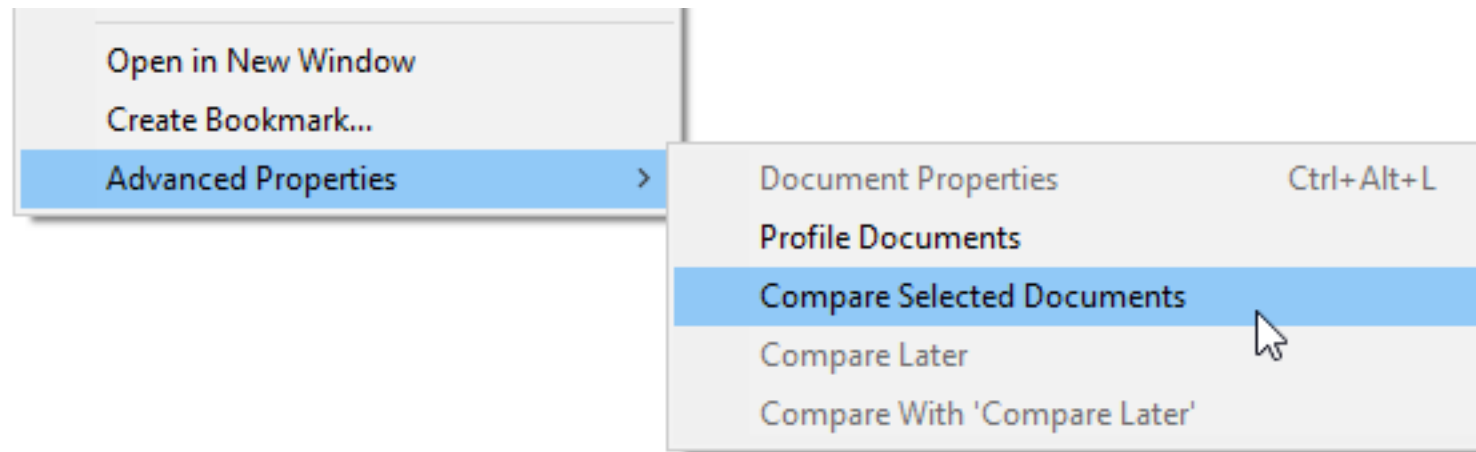 Open in New Window
Create Bookmark...
Advanced Properties >
Document Properties Ctrl+Alt+L
Profile Documents
Compare Selected Documents
Compare Later
Compare With 'Compare Later'